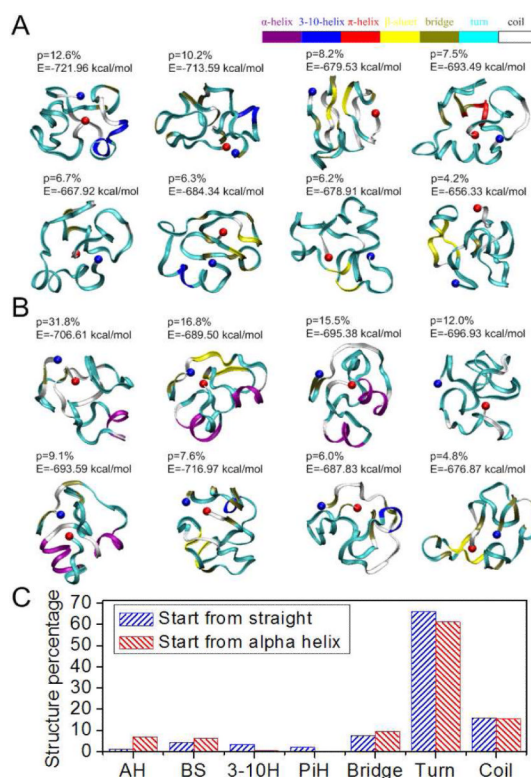 α-helix 3-10-helix π-helix β-sheet bridge turn coil
A
p=12.6% p=10.2% p=8.2% p=7.5%
E=-721.96 kcal/mol E=-713.59 kcal/mol E=-679.53 kcal/mol E=-693.49 kcal/mol
p=6.7% p=6.3% p=6.2% p=4.2%
E=-667.92 kcal/mol E=-684.34 kcal/mol E=-678.91 kcal/mol E=-656.33 kcal/mol
B
p=31.8% p=16.8% p=15.5% p=12.0%
E=-706.61 kcal/mol E=-689.50 kcal/mol E=-695.38 kcal/mol E=-696.93 kcal/mol
p=9.1% p=7.6% p=6.0% p=4.8%
E=-693.59 kcal/mol E=-716.97 kcal/mol E=-687.83 kcal/mol E=-676.87 kcal/mol
C
Structure percentage
70
60
50
40
30
20
10
0
Start from straight
Start from alpha helix
AH BS 3-10H PiH Bridge Turn Coil